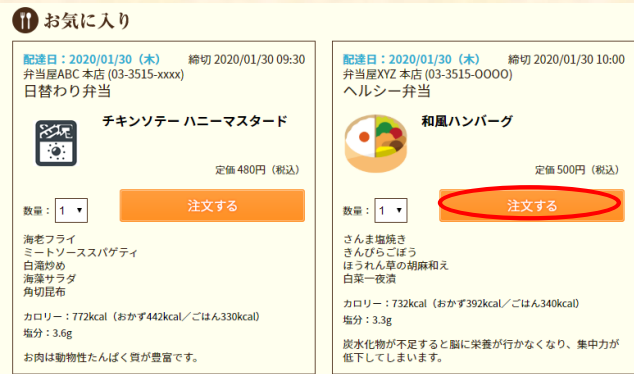 お気に入り
配達日：2020/01/30（木） 締切 2020/01/30 09:30
弁当屋ABC 本店 (03-3515-xxxx)
日替わり弁当
チキンソテー ハニーマスタード
定価 480円（税込）
数量： 1 注文する
海老フライ
ミートソーススパゲティ
白滝炒め
海藻サラダ
角切昆布
カロリー：772kcal（おかず442kcal／ごはん330kcal）
塩分：3.6g
お肉は動物性たんぱく質が豊富です。
配達日：2020/01/30（木） 締切 2020/01/30 10:00
弁当屋XYZ 本店 (03-3515-OOOO)
ヘルシー弁当
和風ハンバーグ
定価 500円（税込）
数量： 1 注文する
さんま塩焼き
きんぴらごぼう
ほうれん草の胡麻和え
白菜一夜漬
カロリー：732kcal（おかず392kcal／ごはん340kcal）
塩分：3.3g
炭水化物が不足すると脳に栄養が行かなくなり、集中力が
低下してしまいます。